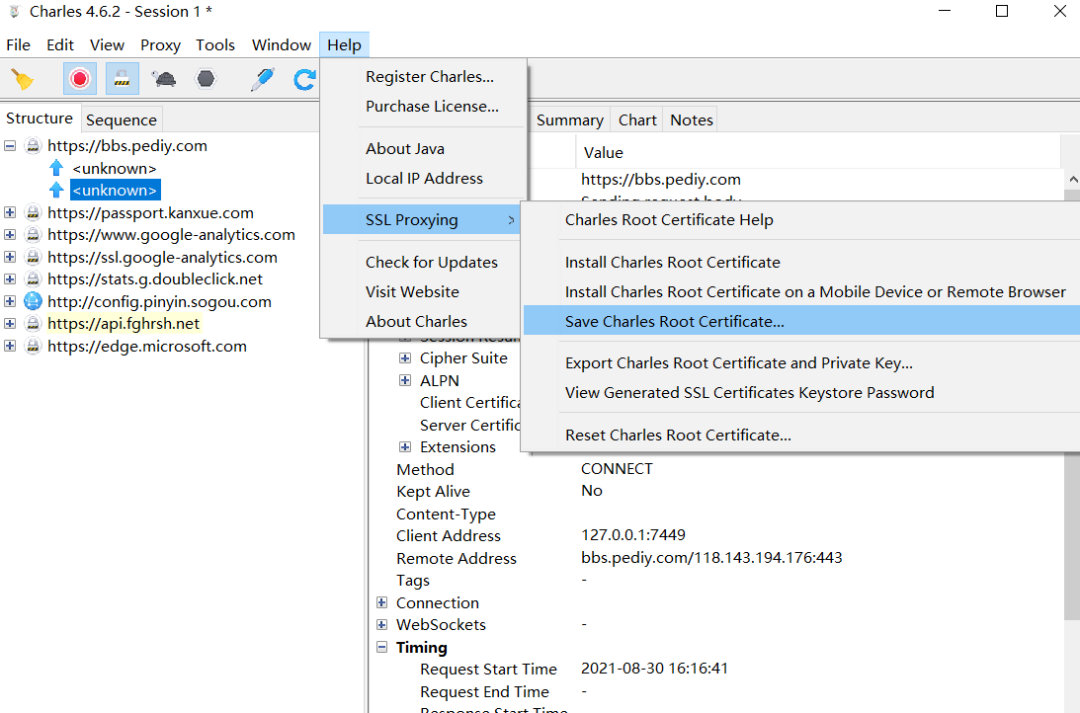 Charles 4.6.2 - Session 1 *
File Edit View Proxy Tools Window Help
Structure Sequence
https://bbs.pediy.com
<unknown>
<unknown>
https://passport.kanxue.com
https://www.google-analytics.com
https://ssl.google-analytics.com
https://stats.g.doubleclick.net
http://config.pinyin.sogou.com
https://api.fghrsh.net
https://edge.microsoft.com
Register Charles...
Purchase License...
About Java
Local IP Address
SSL Proxying >
Check for Updates
Visit Website
About Charles
Charles Root Certificate Help
Install Charles Root Certificate
Install Charles Root Certificate on a Mobile Device or Remote Browser
Save Charles Root Certificate...
Export Charles Root Certificate and Private Key...
View Generated SSL Certificates Keystore Password
Reset Charles Root Certificate...
Summary Chart Notes
Value
https://bbs.pediy.com
Sending request body
Cipher Suite
ALPN
Client Certifica
Server Certific
Extensions
Method CONNECT
Kept Alive No
Content-Type
Client Address 127.0.0.1:7449
Remote Address bbs.pediy.com/118.143.194.176:443
Tags -
Connection
WebSockets -
Timing
Request Start Time 2021-08-30 16:16:41
Request End Time -
Response Start Time